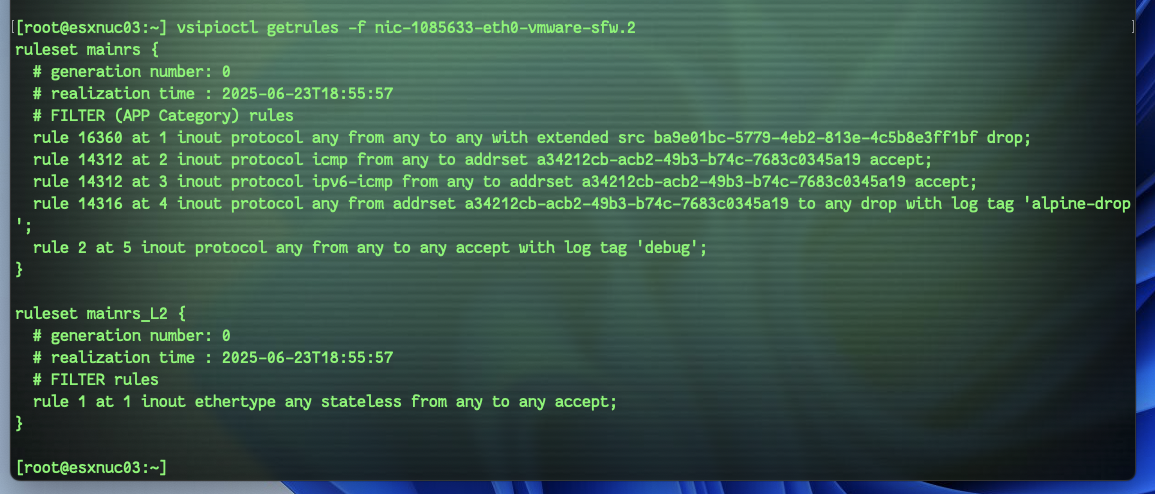 [root@esxnuc03:~] vsipioctl getrules -f nic-1085633-eth0-vmware-sfw.2
ruleset mainrs {
  # generation number: 0
  # realization time : 2025-06-23T18:55:57
  # FILTER (APP Category) rules
  rule 16360 at 1 inout protocol any from any to any with extended src ba9e01bc-5779-4eb2-813e-4c5b8e3ff1bf drop;
  rule 14312 at 2 inout protocol icmp from any to addrset a34212cb-acb2-49b3-b74c-7683c0345a19 accept;
  rule 14312 at 3 inout protocol ipv6-icmp from any to addrset a34212cb-acb2-49b3-b74c-7683c0345a19 accept;
  rule 14316 at 4 inout protocol any from addrset a34212cb-acb2-49b3-b74c-7683c0345a19 to any drop with log tag 'alpine-drop
';
  rule 2 at 5 inout protocol any from any to any accept with log tag 'debug';
}

ruleset mainrs_L2 {
  # generation number: 0
  # realization time : 2025-06-23T18:55:57
  # FILTER rules
  rule 1 at 1 inout ethertype any stateless from any to any accept;
}

[root@esxnuc03:~]